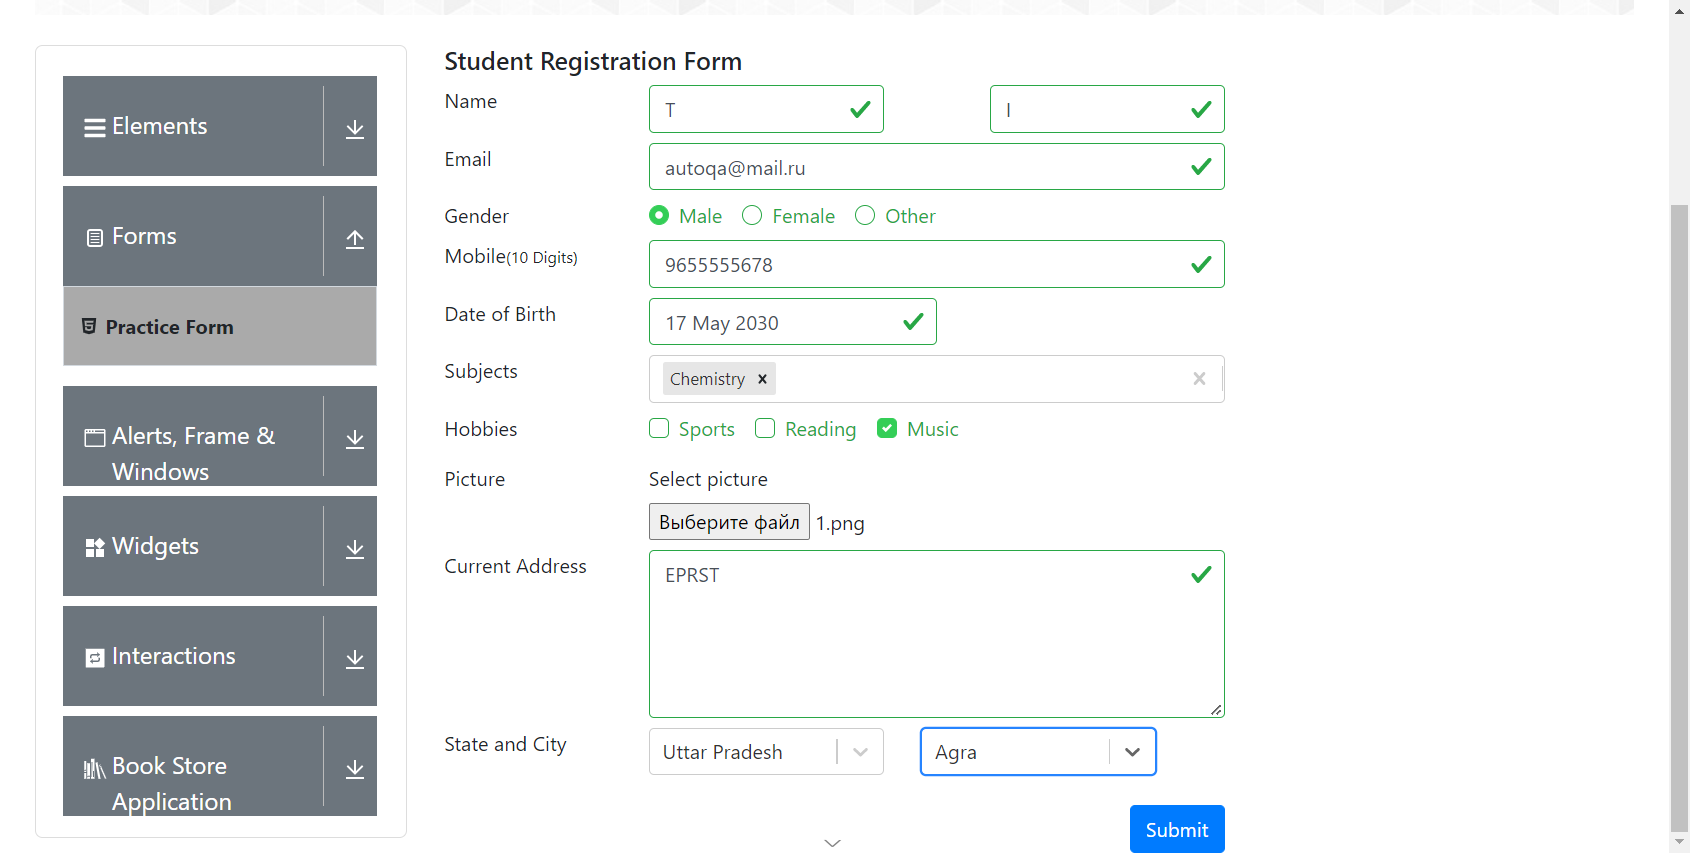 Elements
Forms
Practice Form
Alerts, Frame &
Windows
Widgets
Interactions
Book Store
Application
Student Registration Form
Name
T
I
Email
autoqa@mail.ru
Gender
Male
Female
Other
Mobile(10 Digits)
9655555678
Date of Birth
17 May 2030
Subjects
Chemistry
Hobbies
Sports
Reading
Music
Picture
Select picture
Выберите файл 1.png
Current Address
EPRST
State and City
Uttar Pradesh
Agra
Submit